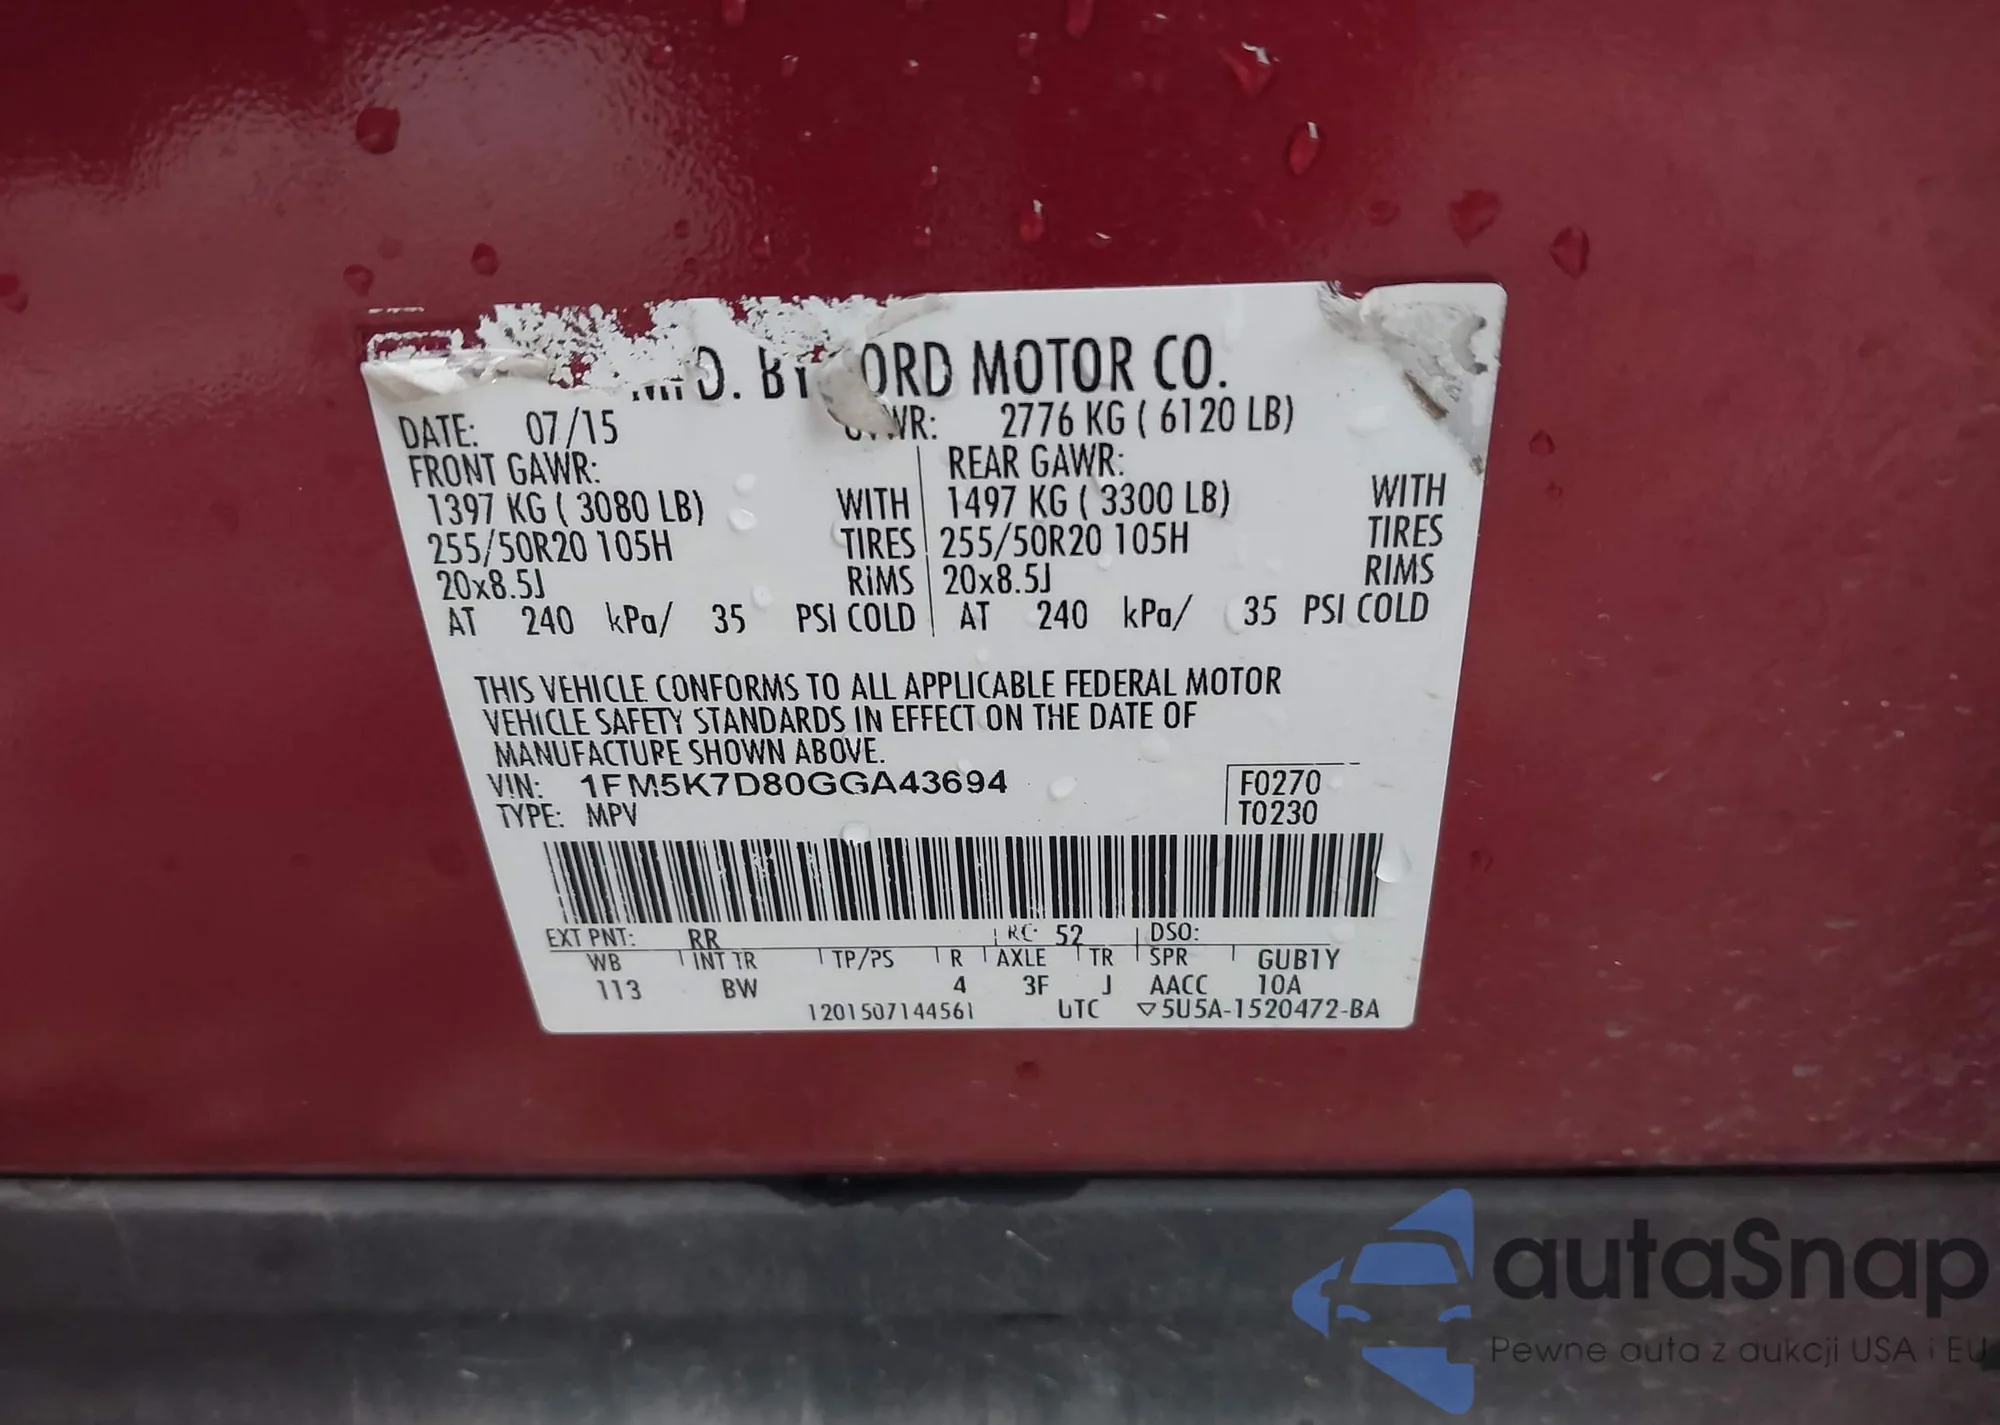 MFD. BY FORD MOTOR CO.
DATE: 07/15 GVWR: 2776 KG ( 6120 LB)
FRONT GAWR: REAR GAWR:
1397 KG ( 3080 LB) WITH 1497 KG ( 3300 LB) WITH
255/50R20 105H TIRES 255/50R20 105H TIRES
20x8.5J RIMS 20x8.5J RIMS
AT 240 kPa/ 35 PSI COLD AT 240 kPa/ 35 PSI COLD
THIS VEHICLE CONFORMS TO ALL APPLICABLE FEDERAL MOTOR
VEHICLE SAFETY STANDARDS IN EFFECT ON THE DATE OF
MANUFACTURE SHOWN ABOVE.
VIN: 1FM5K7D80GGA43694 F0270
TYPE: MPV T0230
EXT PNT: RR RC: 52 DSO:
WB INT TR TP/PS R AXLE TR SPR GUB1Y
113 BW 4 3F J AACC 10A
1201507144561 UTC ▽5U5A-1520472-BA
autaSnap
Pewne auta z aukcji USA i EU